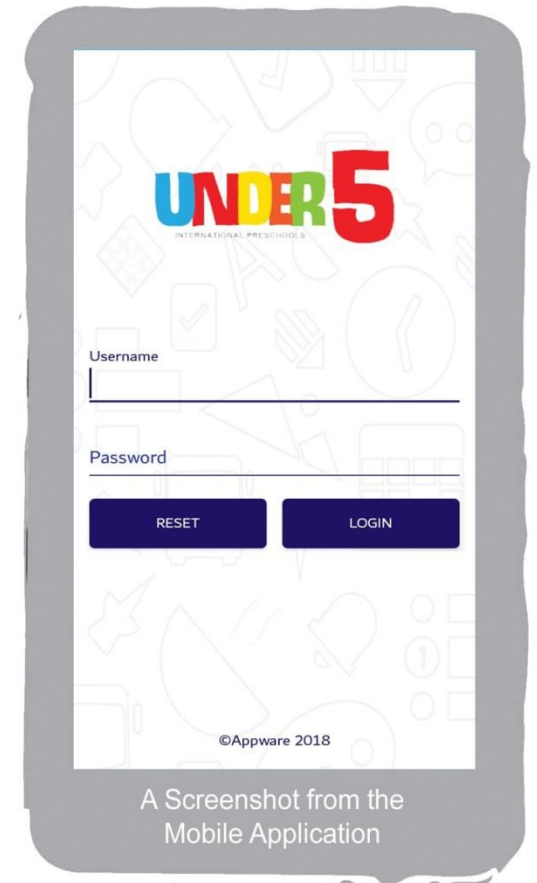 UNDER5
INTERNATIONAL PRESCHOOLS
Username
Password
RESET LOGIN
©Appware 2018
A Screenshot from the
Mobile Application